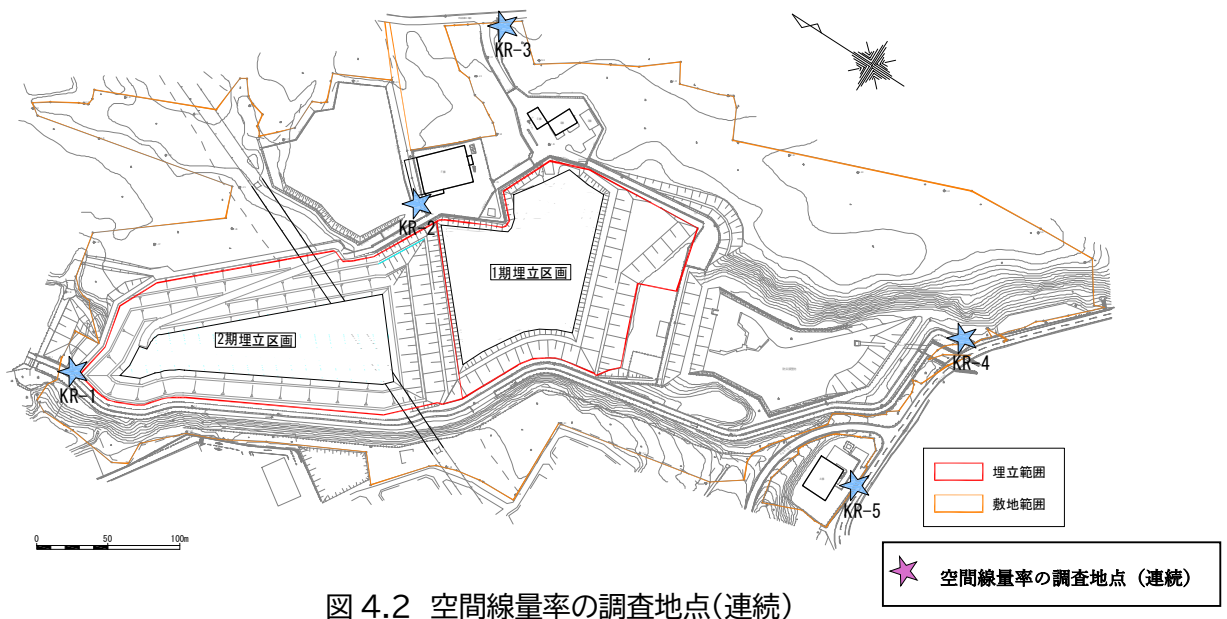 KR-3
KR-2
1期埋立区画
2期埋立区画
KR-1
KR-4
KR-5
埋立範囲
敷地範囲
0 50 100m
空間線量率の調査地点（連続）
図 4.2 空間線量率の調査地点(連続)